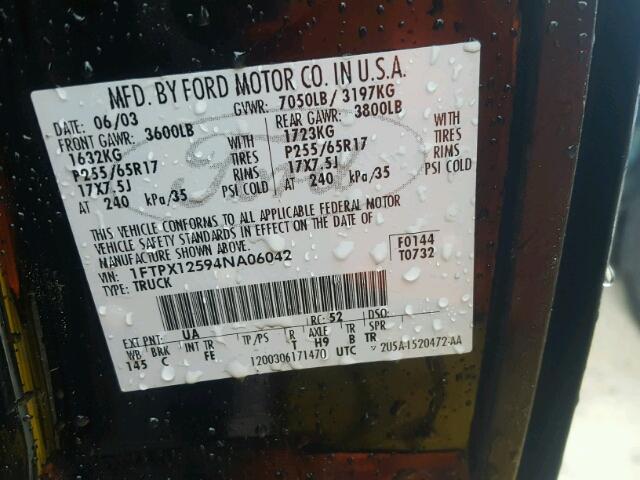 MFD. BY FORD MOTOR CO. IN U.S.A.
DATE: 06/03 GVWR: 7050LB/ 3197KG
FRONT GAWR: 3600LB REAR GAWR: 3800LB
1632KG WITH 1723KG WITH
P255/65R17 TIRES P255/65R17 TIRES
17X7.5J RIMS 17X7.5J RIMS
AT 240 kPa/35 PSI COLD AT 240 kPa/35 PSI COLD
THIS VEHICLE CONFORMS TO ALL APPLICABLE FEDERAL MOTOR
VEHICLE SAFETY STANDARDS IN EFFECT ON THE DATE OF
MANUFACTURE SHOWN ABOVE.
VIN: 1FTPX12594NA06042 F0144
TYPE: TRUCK T0732
EXT PNT: UA RC: 52 DSO:
WB BRK INT TR TP/PS R AXLE TR SPR
145 C FE T H9 B TR
1200306171470 UTC 2U5A-1520472-AA
Ford